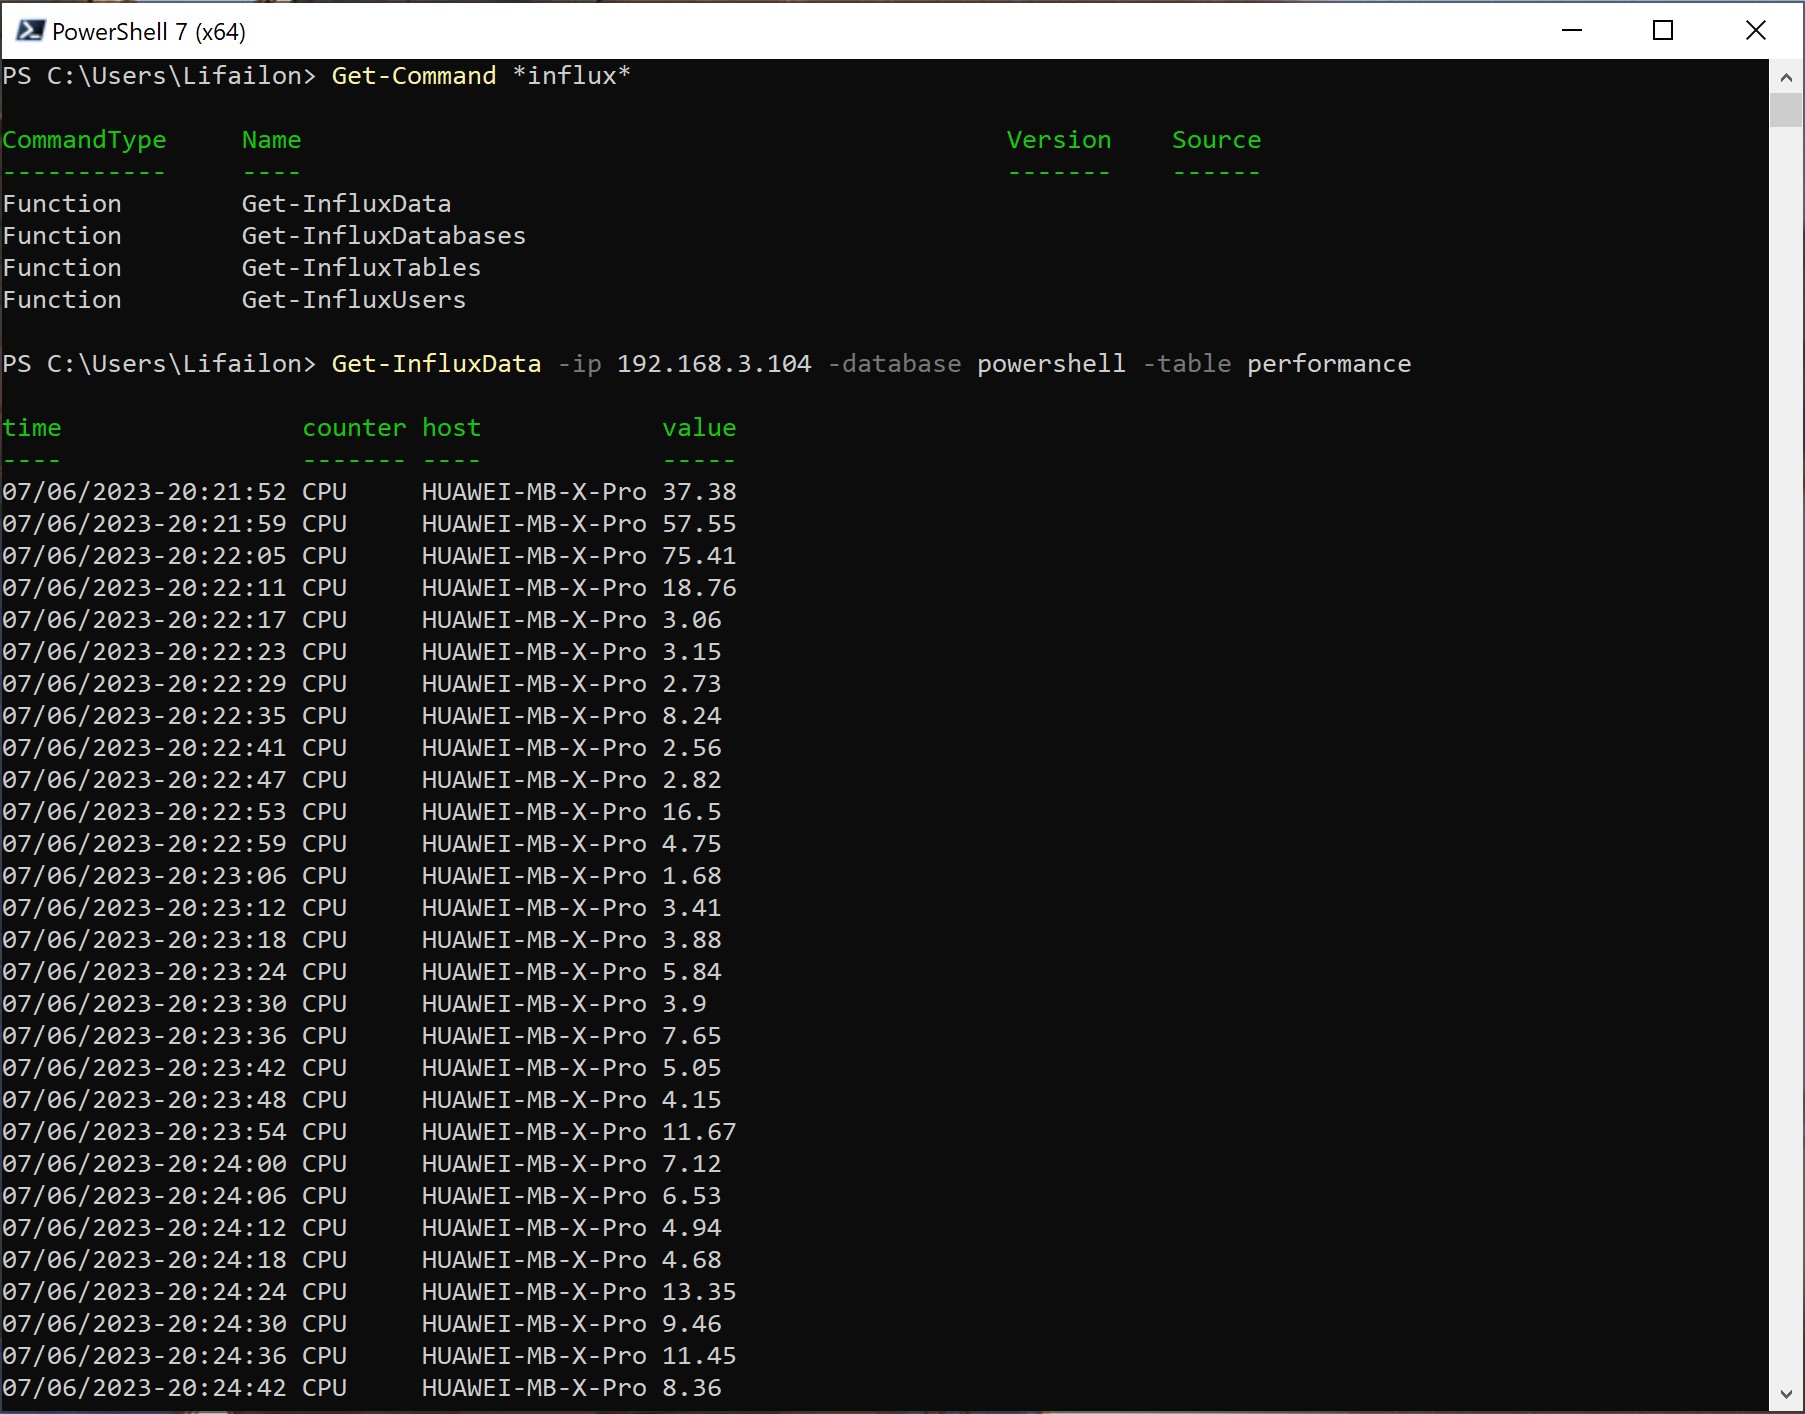 PowerShell 7 (x64)
PS C:\Users\Lifailon> Get-Command *influx*
CommandType     Name                                               Version    Source
-----------     ----                                               -------    ------
Function        Get-InfluxData
Function        Get-InfluxDatabases
Function        Get-InfluxTables
Function        Get-InfluxUsers
PS C:\Users\Lifailon> Get-InfluxData -ip 192.168.3.104 -database powershell -table performance
time                counter host            value
----                ------- ----            -----
07/06/2023-20:21:52 CPU     HUAWEI-MB-X-Pro 37.38
07/06/2023-20:21:59 CPU     HUAWEI-MB-X-Pro 57.55
07/06/2023-20:22:05 CPU     HUAWEI-MB-X-Pro 75.41
07/06/2023-20:22:11 CPU     HUAWEI-MB-X-Pro 18.76
07/06/2023-20:22:17 CPU     HUAWEI-MB-X-Pro 3.06
07/06/2023-20:22:23 CPU     HUAWEI-MB-X-Pro 3.15
07/06/2023-20:22:29 CPU     HUAWEI-MB-X-Pro 2.73
07/06/2023-20:22:35 CPU     HUAWEI-MB-X-Pro 8.24
07/06/2023-20:22:41 CPU     HUAWEI-MB-X-Pro 2.56
07/06/2023-20:22:47 CPU     HUAWEI-MB-X-Pro 2.82
07/06/2023-20:22:53 CPU     HUAWEI-MB-X-Pro 16.5
07/06/2023-20:22:59 CPU     HUAWEI-MB-X-Pro 4.75
07/06/2023-20:23:06 CPU     HUAWEI-MB-X-Pro 1.68
07/06/2023-20:23:12 CPU     HUAWEI-MB-X-Pro 3.41
07/06/2023-20:23:18 CPU     HUAWEI-MB-X-Pro 3.88
07/06/2023-20:23:24 CPU     HUAWEI-MB-X-Pro 5.84
07/06/2023-20:23:30 CPU     HUAWEI-MB-X-Pro 3.9
07/06/2023-20:23:36 CPU     HUAWEI-MB-X-Pro 7.65
07/06/2023-20:23:42 CPU     HUAWEI-MB-X-Pro 5.05
07/06/2023-20:23:48 CPU     HUAWEI-MB-X-Pro 4.15
07/06/2023-20:23:54 CPU     HUAWEI-MB-X-Pro 11.67
07/06/2023-20:24:00 CPU     HUAWEI-MB-X-Pro 7.12
07/06/2023-20:24:06 CPU     HUAWEI-MB-X-Pro 6.53
07/06/2023-20:24:12 CPU     HUAWEI-MB-X-Pro 4.94
07/06/2023-20:24:18 CPU     HUAWEI-MB-X-Pro 4.68
07/06/2023-20:24:24 CPU     HUAWEI-MB-X-Pro 13.35
07/06/2023-20:24:30 CPU     HUAWEI-MB-X-Pro 9.46
07/06/2023-20:24:36 CPU     HUAWEI-MB-X-Pro 11.45
07/06/2023-20:24:42 CPU     HUAWEI-MB-X-Pro 8.36